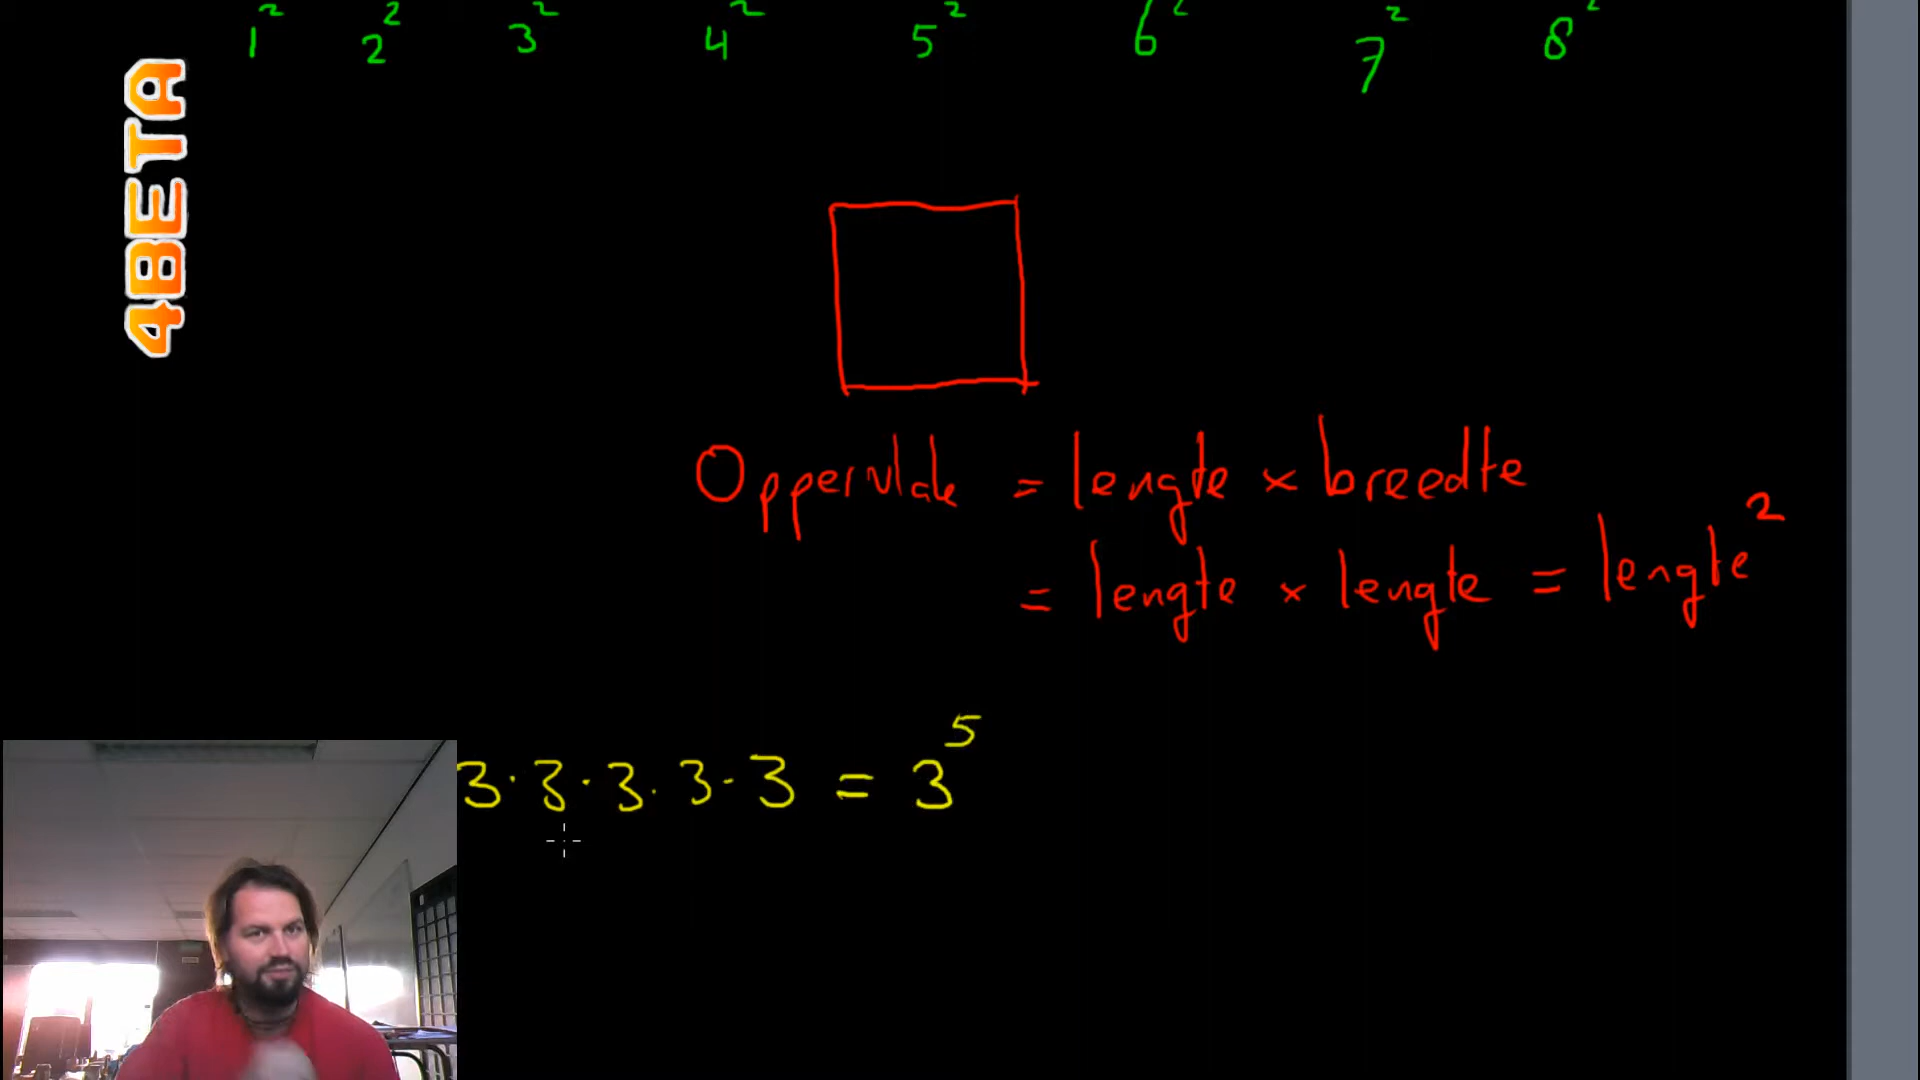 1² 2² 3² 4² 5² 6² 7² 8²
4BETA
Oppervlak = lengte × breedte
= lengte × lengte = lengte²
3 · 3 · 3 · 3 · 3 = 3⁵